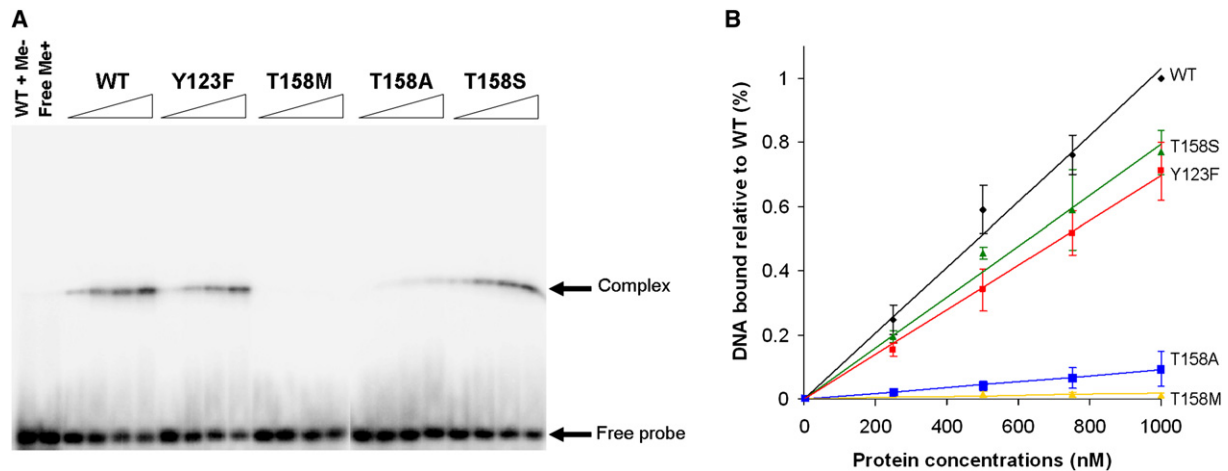 A
WT + Me-
Free Me+
WT
Y123F
T158M
T158A
T158S
Complex
Free probe
B
DNA bound relative to WT (%)
1
0.8
0.6
0.4
0.2
0
0
200
400
600
800
1000
Protein concentrations (nM)
WT
T158S
Y123F
T158A
T158M